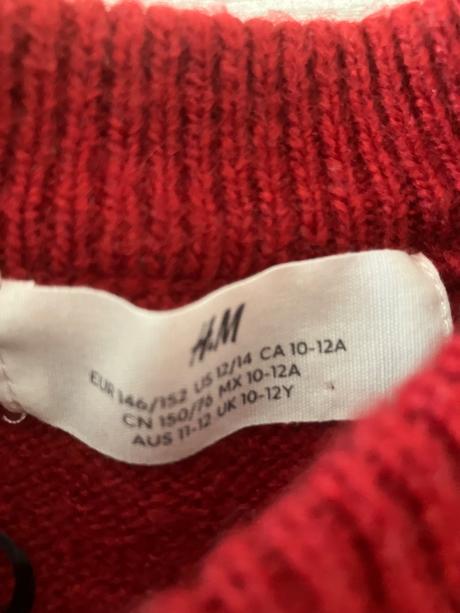 H&M
EUR 146/152 US 12/14 CA 10-12A
CN 150/76 MX 10-12A
AUS 11-12 UK 10-12Y